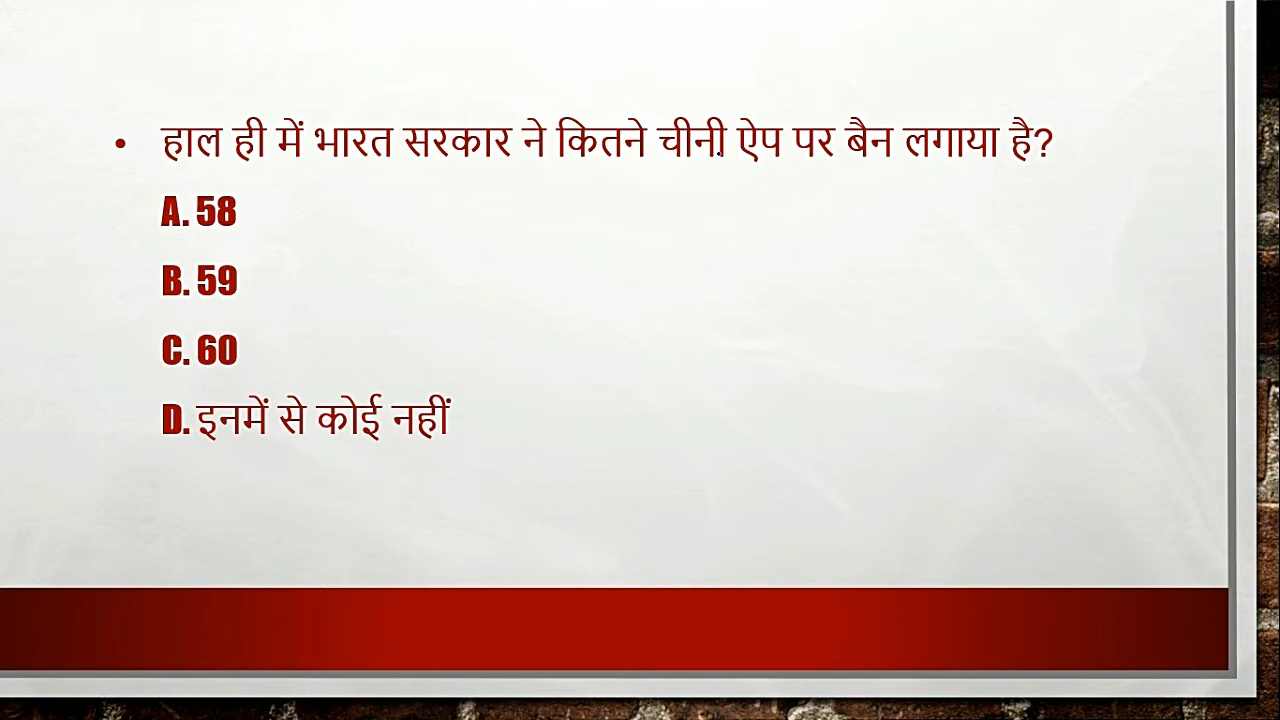 • हाल ही में भारत सरकार ने कितने चीनी ऐप पर बैन लगाया है?
A. 58
B. 59
C. 60
D. इनमें से कोई नहीं